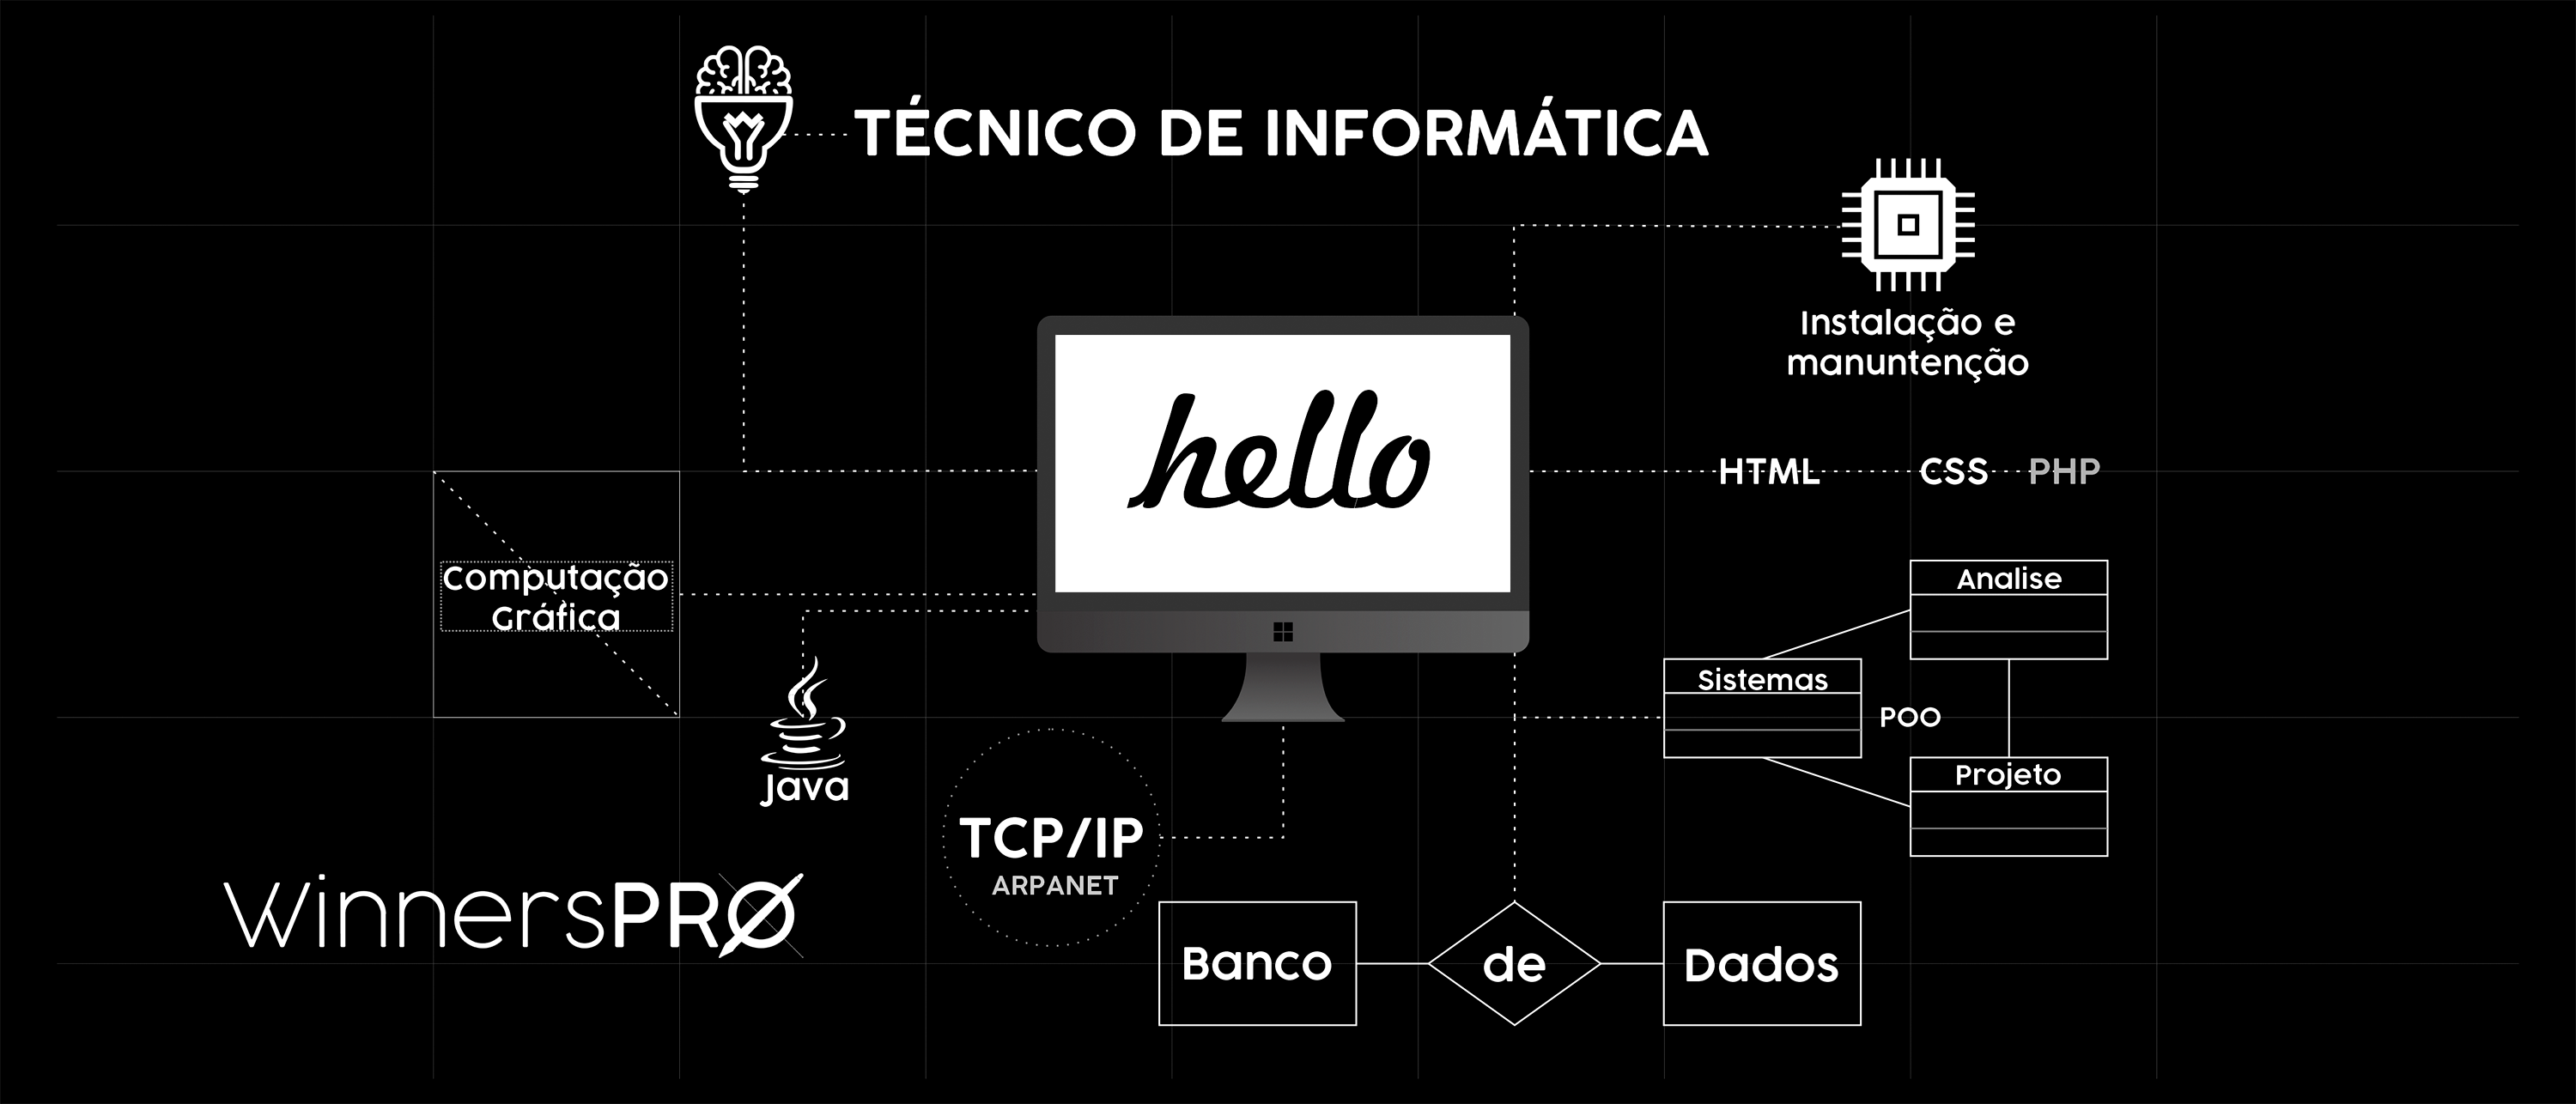 TÉCNICO DE INFORMÁTICA
Instalação e
manuntenção
hello
HTML CSS PHP
Computação
Gráfica
Analise
Sistemas
POO
Projeto
Java
TCP/IP
ARPANET
WinnersPRO
Banco de Dados